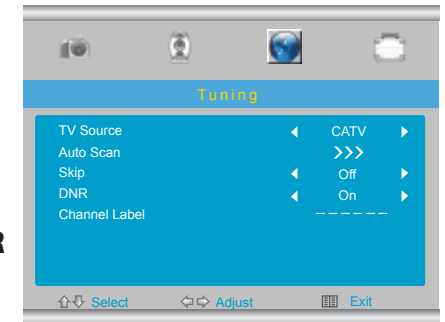 Tuning
TV Source CATV
Auto Scan >>>
Skip Off
DNR On
Channel Label ––––––
R
Select Adjust Exit